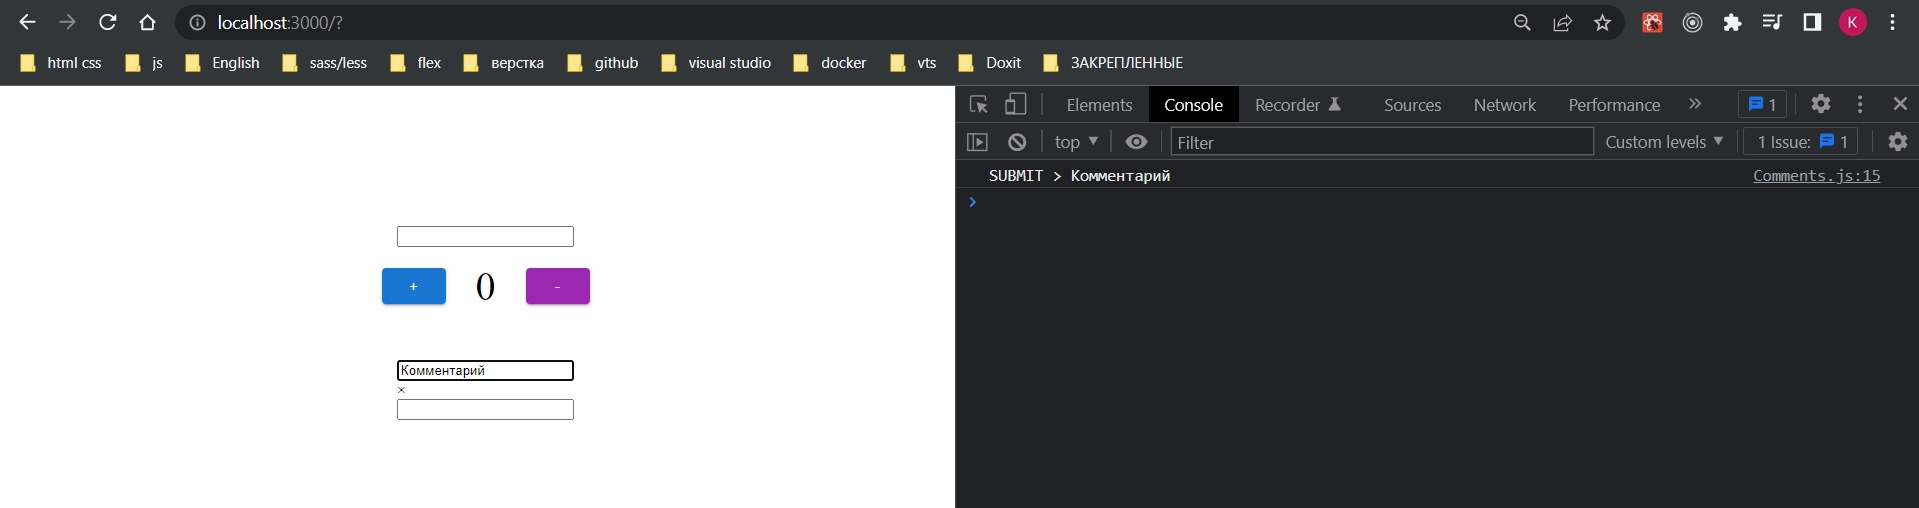 localhost:3000/?
K
html css js English sass/less flex верстка github visual studio docker vts Doxit ЗАКРЕПЛЕННЫЕ
Elements Console Recorder Sources Network Performance » 1
top Filter Custom levels 1 Issue: 1
SUBMIT > Комментарий Comments.js:15
+ 0 -
Комментарий
×